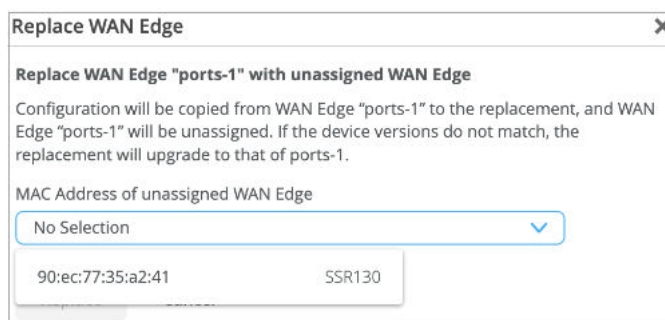 Replace WAN Edge
Replace WAN Edge "ports-1" with unassigned WAN Edge
Configuration will be copied from WAN Edge “ports-1” to the replacement, and WAN
Edge “ports-1” will be unassigned. If the device versions do not match, the
replacement will upgrade to that of ports-1.
MAC Address of unassigned WAN Edge
No Selection
90:ec:77:35:a2:41 SSR130